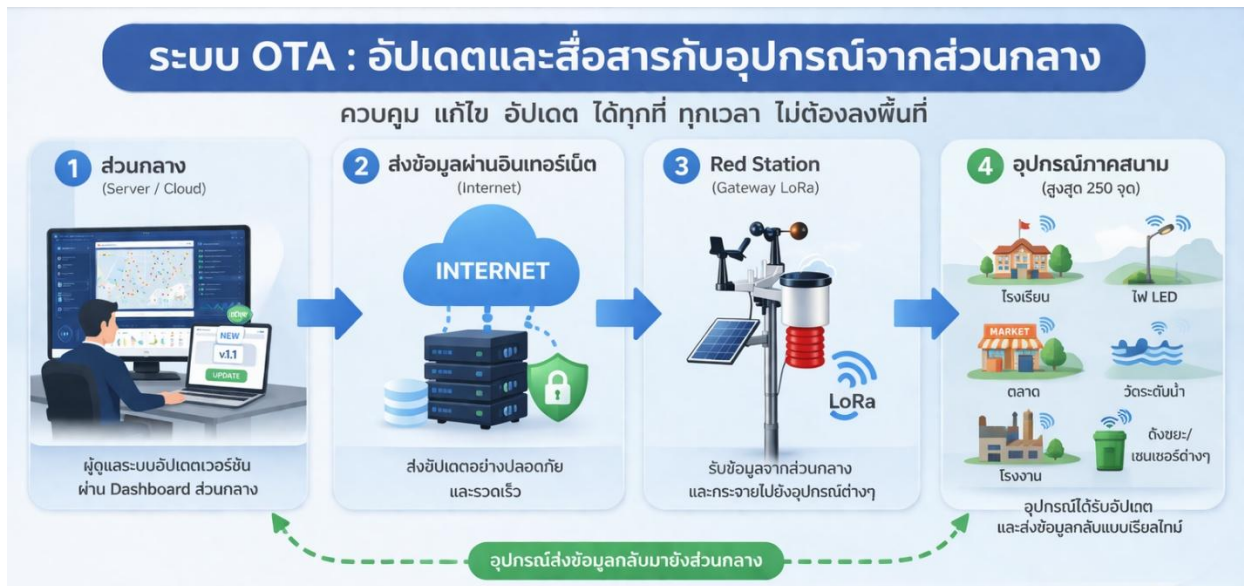 ระบบ OTA : อัปเดตและสื่อสารกับอุปกรณ์จากส่วนกลาง
ควบคูม แก้ไข อัปเดต ได้ทุกที่ ทุกเวลา ไม่ต้องลงพื้นที่
1 ส่วนกลาง
(Server / Cloud)
NEW
v.1.1
UPDATE
ผู้ดูแลระบบอัปเดตเวอร์ชัน
ผ่าน Dashboard ส่วนกลาง
2 ส่งข้อมูลผ่านอินเทอร์เน็ต
(Internet)
INTERNET
ส่งอัปเดตอย่างปลอดภัย
และรวดเร็ว
3 Red Station
(Gateway LoRa)
LoRa
รับข้อมูลจากส่วนกลาง
และกระจายไปยังอุปกรณ์ต่างๆ
4 อุปกรณ์ภาคสนาม
(สูงสุด 250 จุด)
โรงเรียน
ไฟ LED
MARKET
ตลาด
วัดระดับน้ำ
โรงงาน
ดังขยะ/
เซนเซอร์ต่างๆ
อุปกรณ์ได้รับอัปเดต
และส่งข้อมูลกลับแบบเรียลไทม์
อุปกรณ์ส่งข้อมูลกลับมายังส่วนกลาง